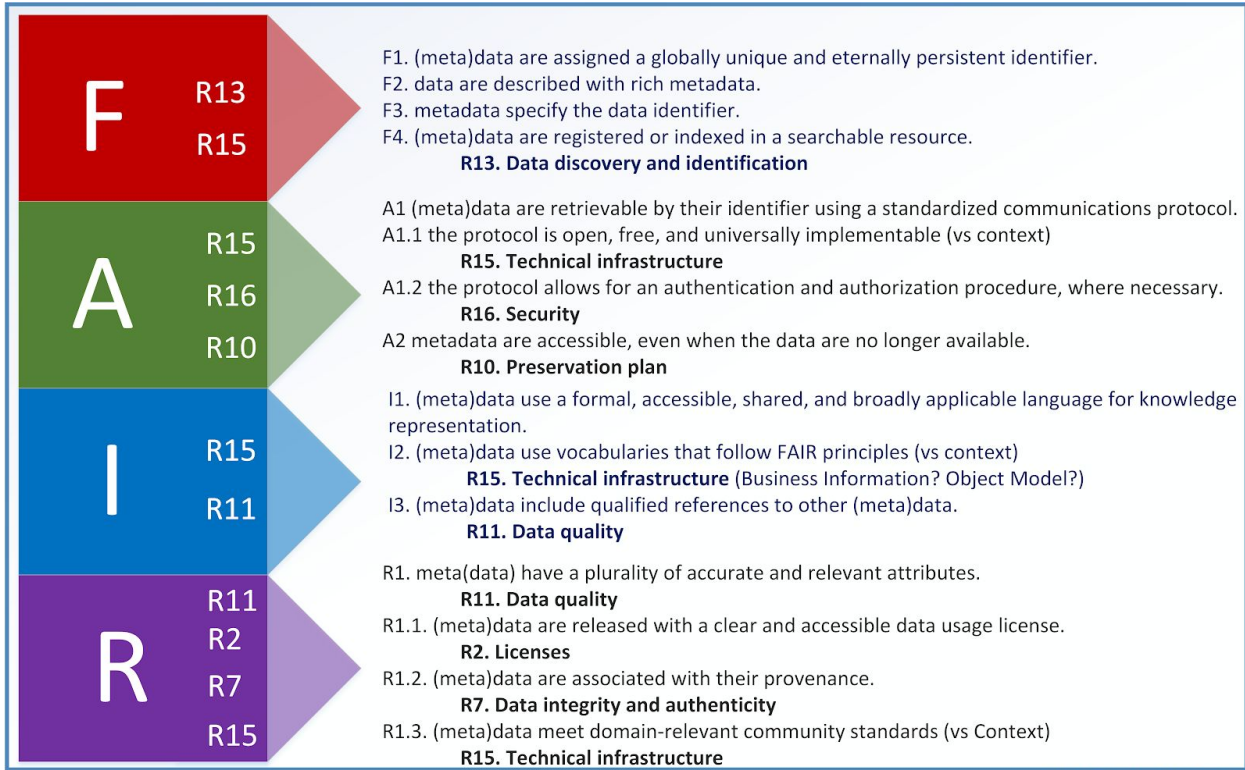 F
R13
R15
F1. (meta)data are assigned a globally unique and eternally persistent identifier.
F2. data are described with rich metadata.
F3. metadata specify the data identifier.
F4. (meta)data are registered or indexed in a searchable resource.
R13. Data discovery and identification
A
R15
R16
R10
A1 (meta)data are retrievable by their identifier using a standardized communications protocol.
A1.1 the protocol is open, free, and universally implementable (vs context)
R15. Technical infrastructure
A1.2 the protocol allows for an authentication and authorization procedure, where necessary.
R16. Security
A2 metadata are accessible, even when the data are no longer available.
R10. Preservation plan
I
R15
R11
I1. (meta)data use a formal, accessible, shared, and broadly applicable language for knowledge
representation.
I2. (meta)data use vocabularies that follow FAIR principles (vs context)
R15. Technical infrastructure (Business Information? Object Model?)
I3. (meta)data include qualified references to other (meta)data.
R11. Data quality
R
R11
R2
R7
R15
R1. meta(data) have a plurality of accurate and relevant attributes.
R11. Data quality
R1.1. (meta)data are released with a clear and accessible data usage license.
R2. Licenses
R1.2. (meta)data are associated with their provenance.
R7. Data integrity and authenticity
R1.3. (meta)data meet domain-relevant community standards (vs Context)
R15. Technical infrastructure